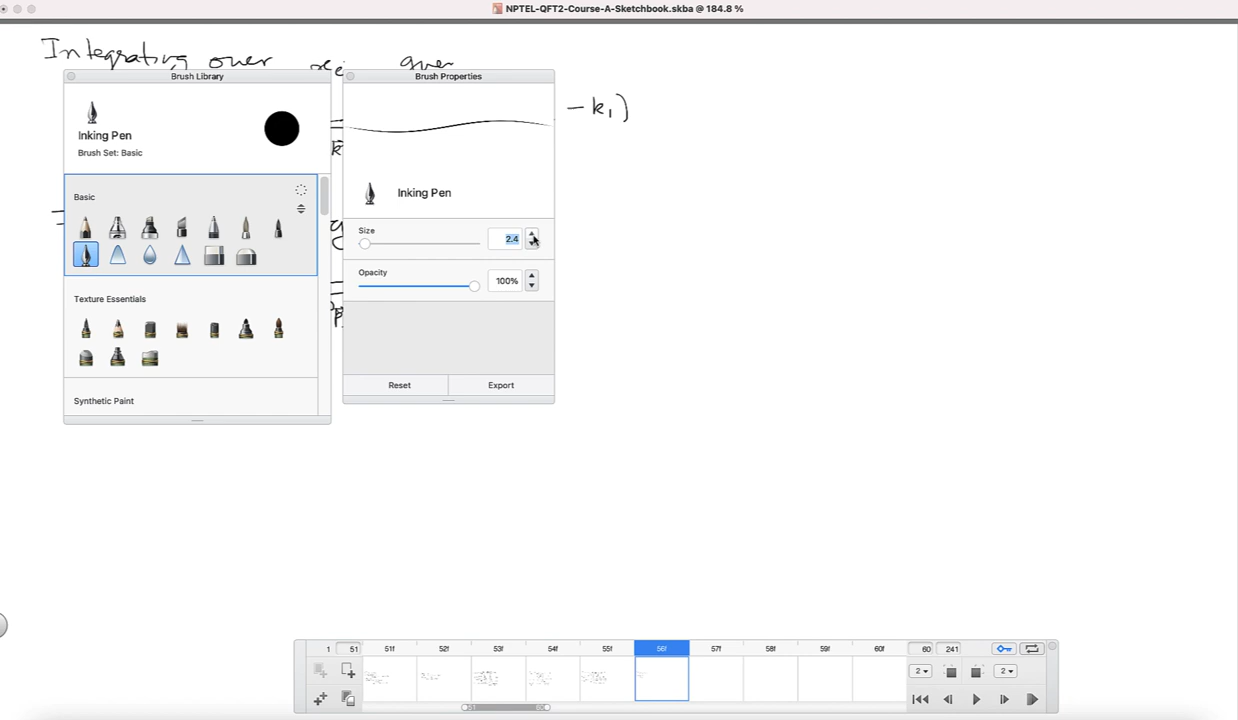 NPTEL-QFT2-Course-A-Sketchbook.skba @ 184.8 %
Integrating over
Brush Library
Brush Properties
Inking Pen
Brush Set: Basic
- k₁)
=
k
Inking Pen
Basic
Size
2.4
Opacity
100%
Texture Essentials
Reset
Export
Synthetic Paint
1
51
51f
52f
53f
54f
55f
56f
57f
58f
59f
60f
60
241
2
2